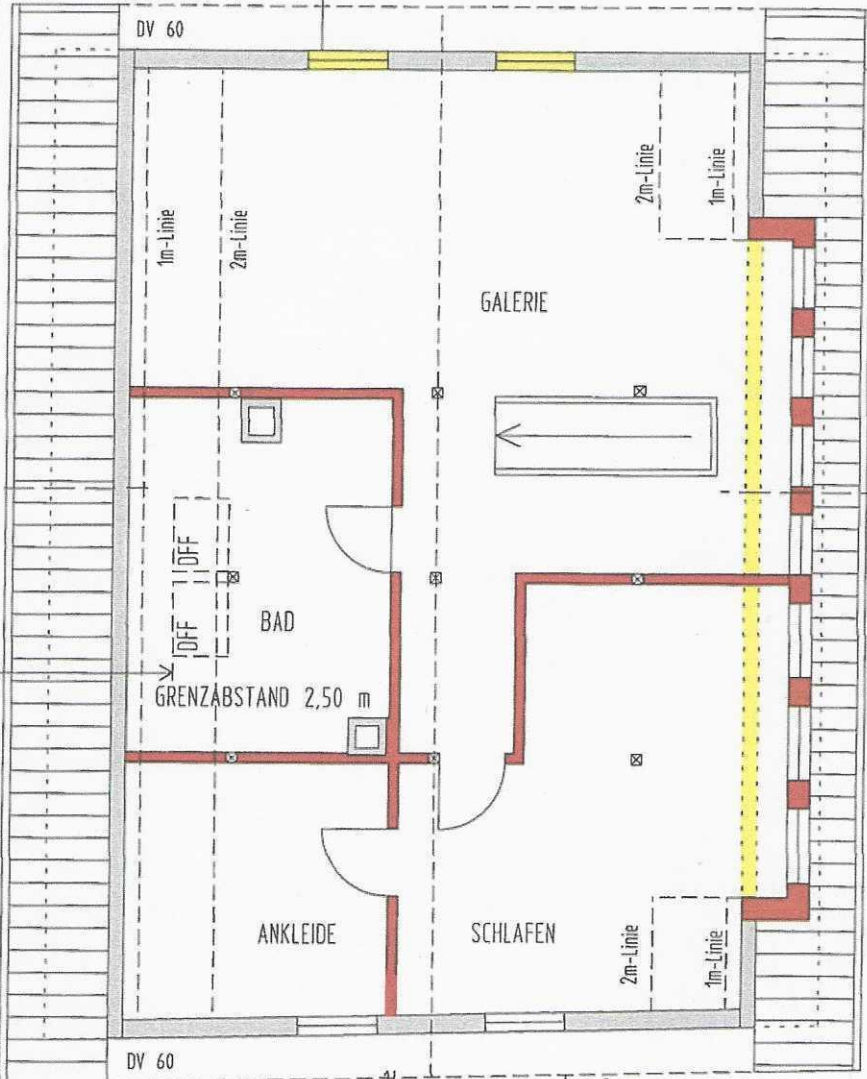 DV 60
1m-Linie
2m-Linie
2m-Linie
1m-Linie
GALERIE
DFF
DFF
BAD
GRENZABSTAND 2,50 m
ANKLEIDE
SCHLAFEN
2m-Linie
1m-Linie
DV 60